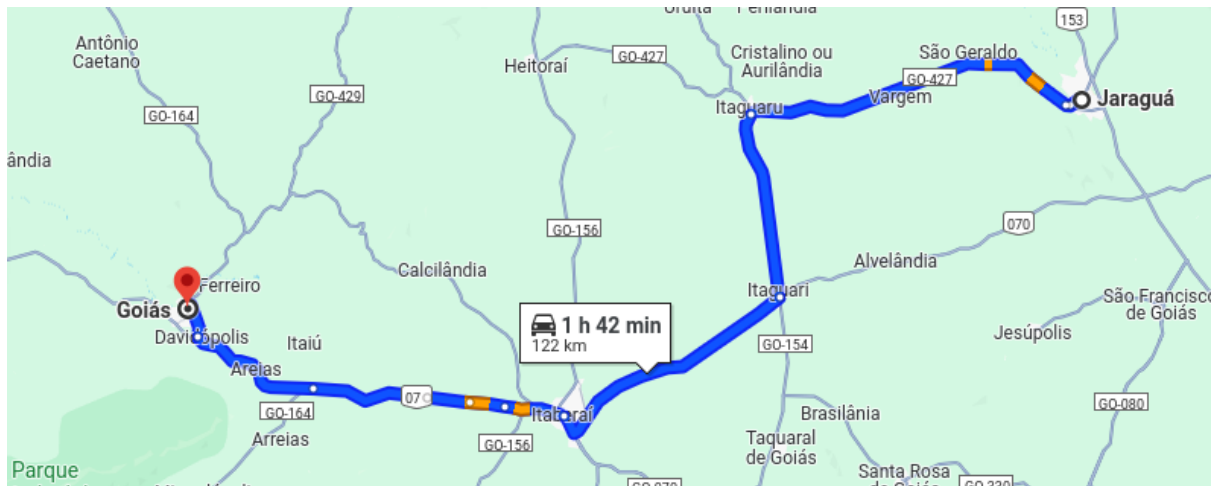 Antônio
Caetano
GO-429
GO-164
ândia
Heitoraí
GO-427
Cristalino ou
Aurilândia
São Geraldo
153
GO-427
Vargem
Itaguaru
Jaraguá
GO-156
070
Calcilândia
Alvelândia
Ferreiro
Goiás
Itaguari
São Francisco
de Goiás
1 h 42 min
122 km
Davidópolis
Itaiú
Jesúpolis
GO-154
Areias
07
GO-164
Itaberaí
GO-080
Brasilânia
Arreias
GO-156
Taquaral
de Goiás
Parque
Santa Rosa